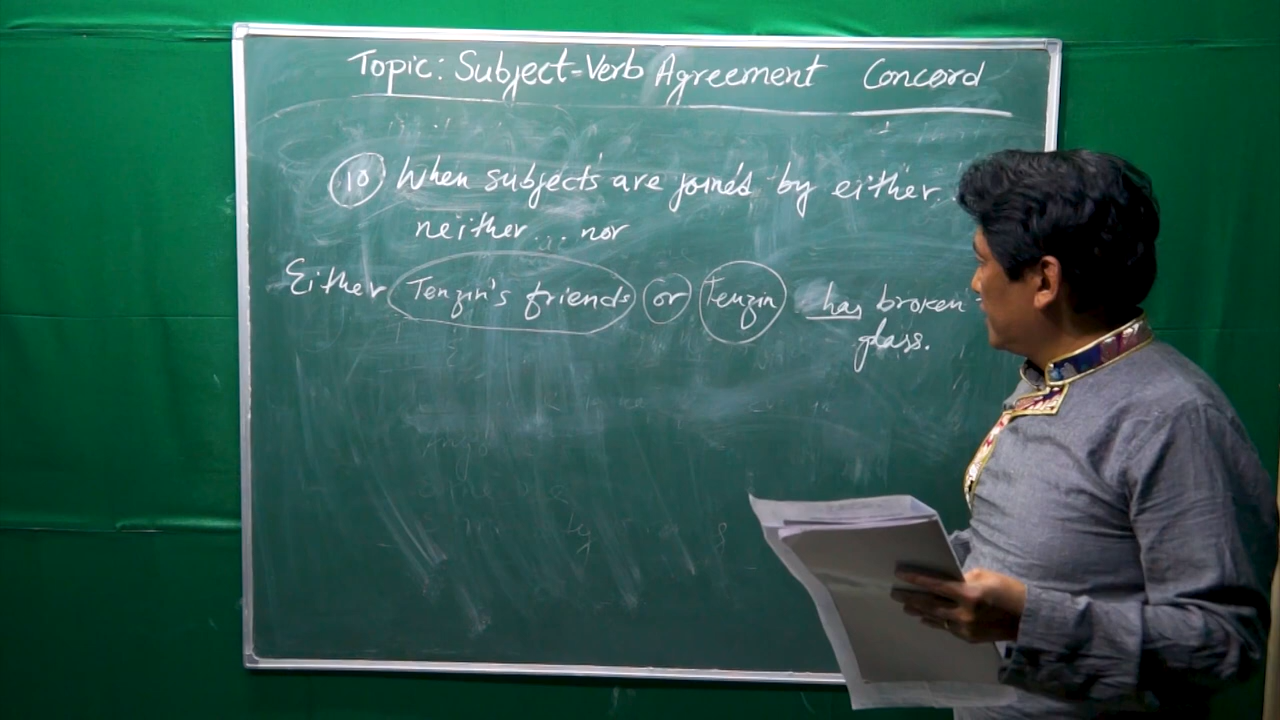 Topic: Subject-Verb Agreement Concord
10 When subjects are joined by either..
neither... nor
Either Tenzin's friends or Tenzin has broken
glass.